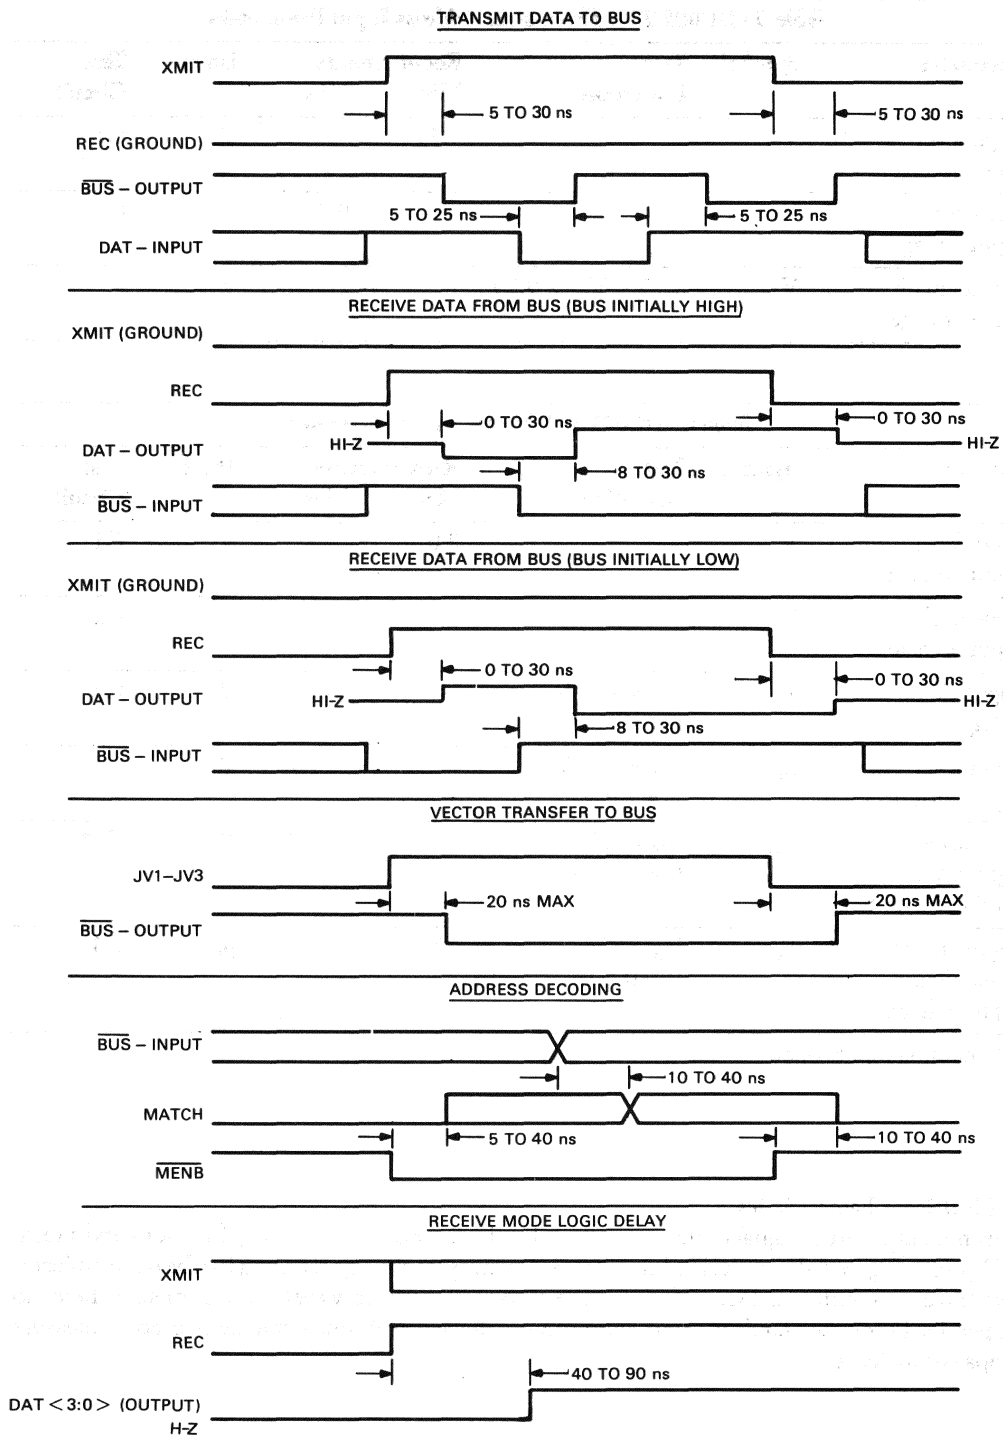 TRANSMIT DATA TO BUS
XMIT
5 TO 30 ns
5 TO 30 ns
REC (GROUND)
BUS – OUTPUT
5 TO 25 ns
5 TO 25 ns
DAT – INPUT
RECEIVE DATA FROM BUS (BUS INITIALLY HIGH)
XMIT (GROUND)
REC
0 TO 30 ns
0 TO 30 ns
DAT – OUTPUT
HI-Z
HI-Z
8 TO 30 ns
BUS – INPUT
RECEIVE DATA FROM BUS (BUS INITIALLY LOW)
XMIT (GROUND)
REC
0 TO 30 ns
0 TO 30 ns
DAT – OUTPUT
HI-Z
HI-Z
8 TO 30 ns
BUS – INPUT
VECTOR TRANSFER TO BUS
JV1–JV3
20 ns MAX
20 ns MAX
BUS – OUTPUT
ADDRESS DECODING
BUS – INPUT
10 TO 40 ns
MATCH
5 TO 40 ns
10 TO 40 ns
MENB
RECEIVE MODE LOGIC DELAY
XMIT
REC
40 TO 90 ns
DAT <3:0> (OUTPUT)
H-Z